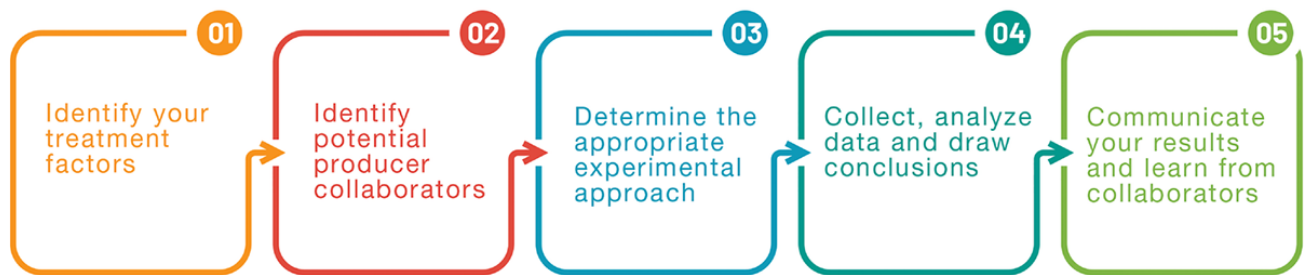 01
Identify your
treatment
factors
02
Identify
potential
producer
collaborators
03
Determine the
appropriate
experimental
approach
04
Collect, analyze
data and draw
conclusions
05
Communicate
your results
and learn from
collaborators